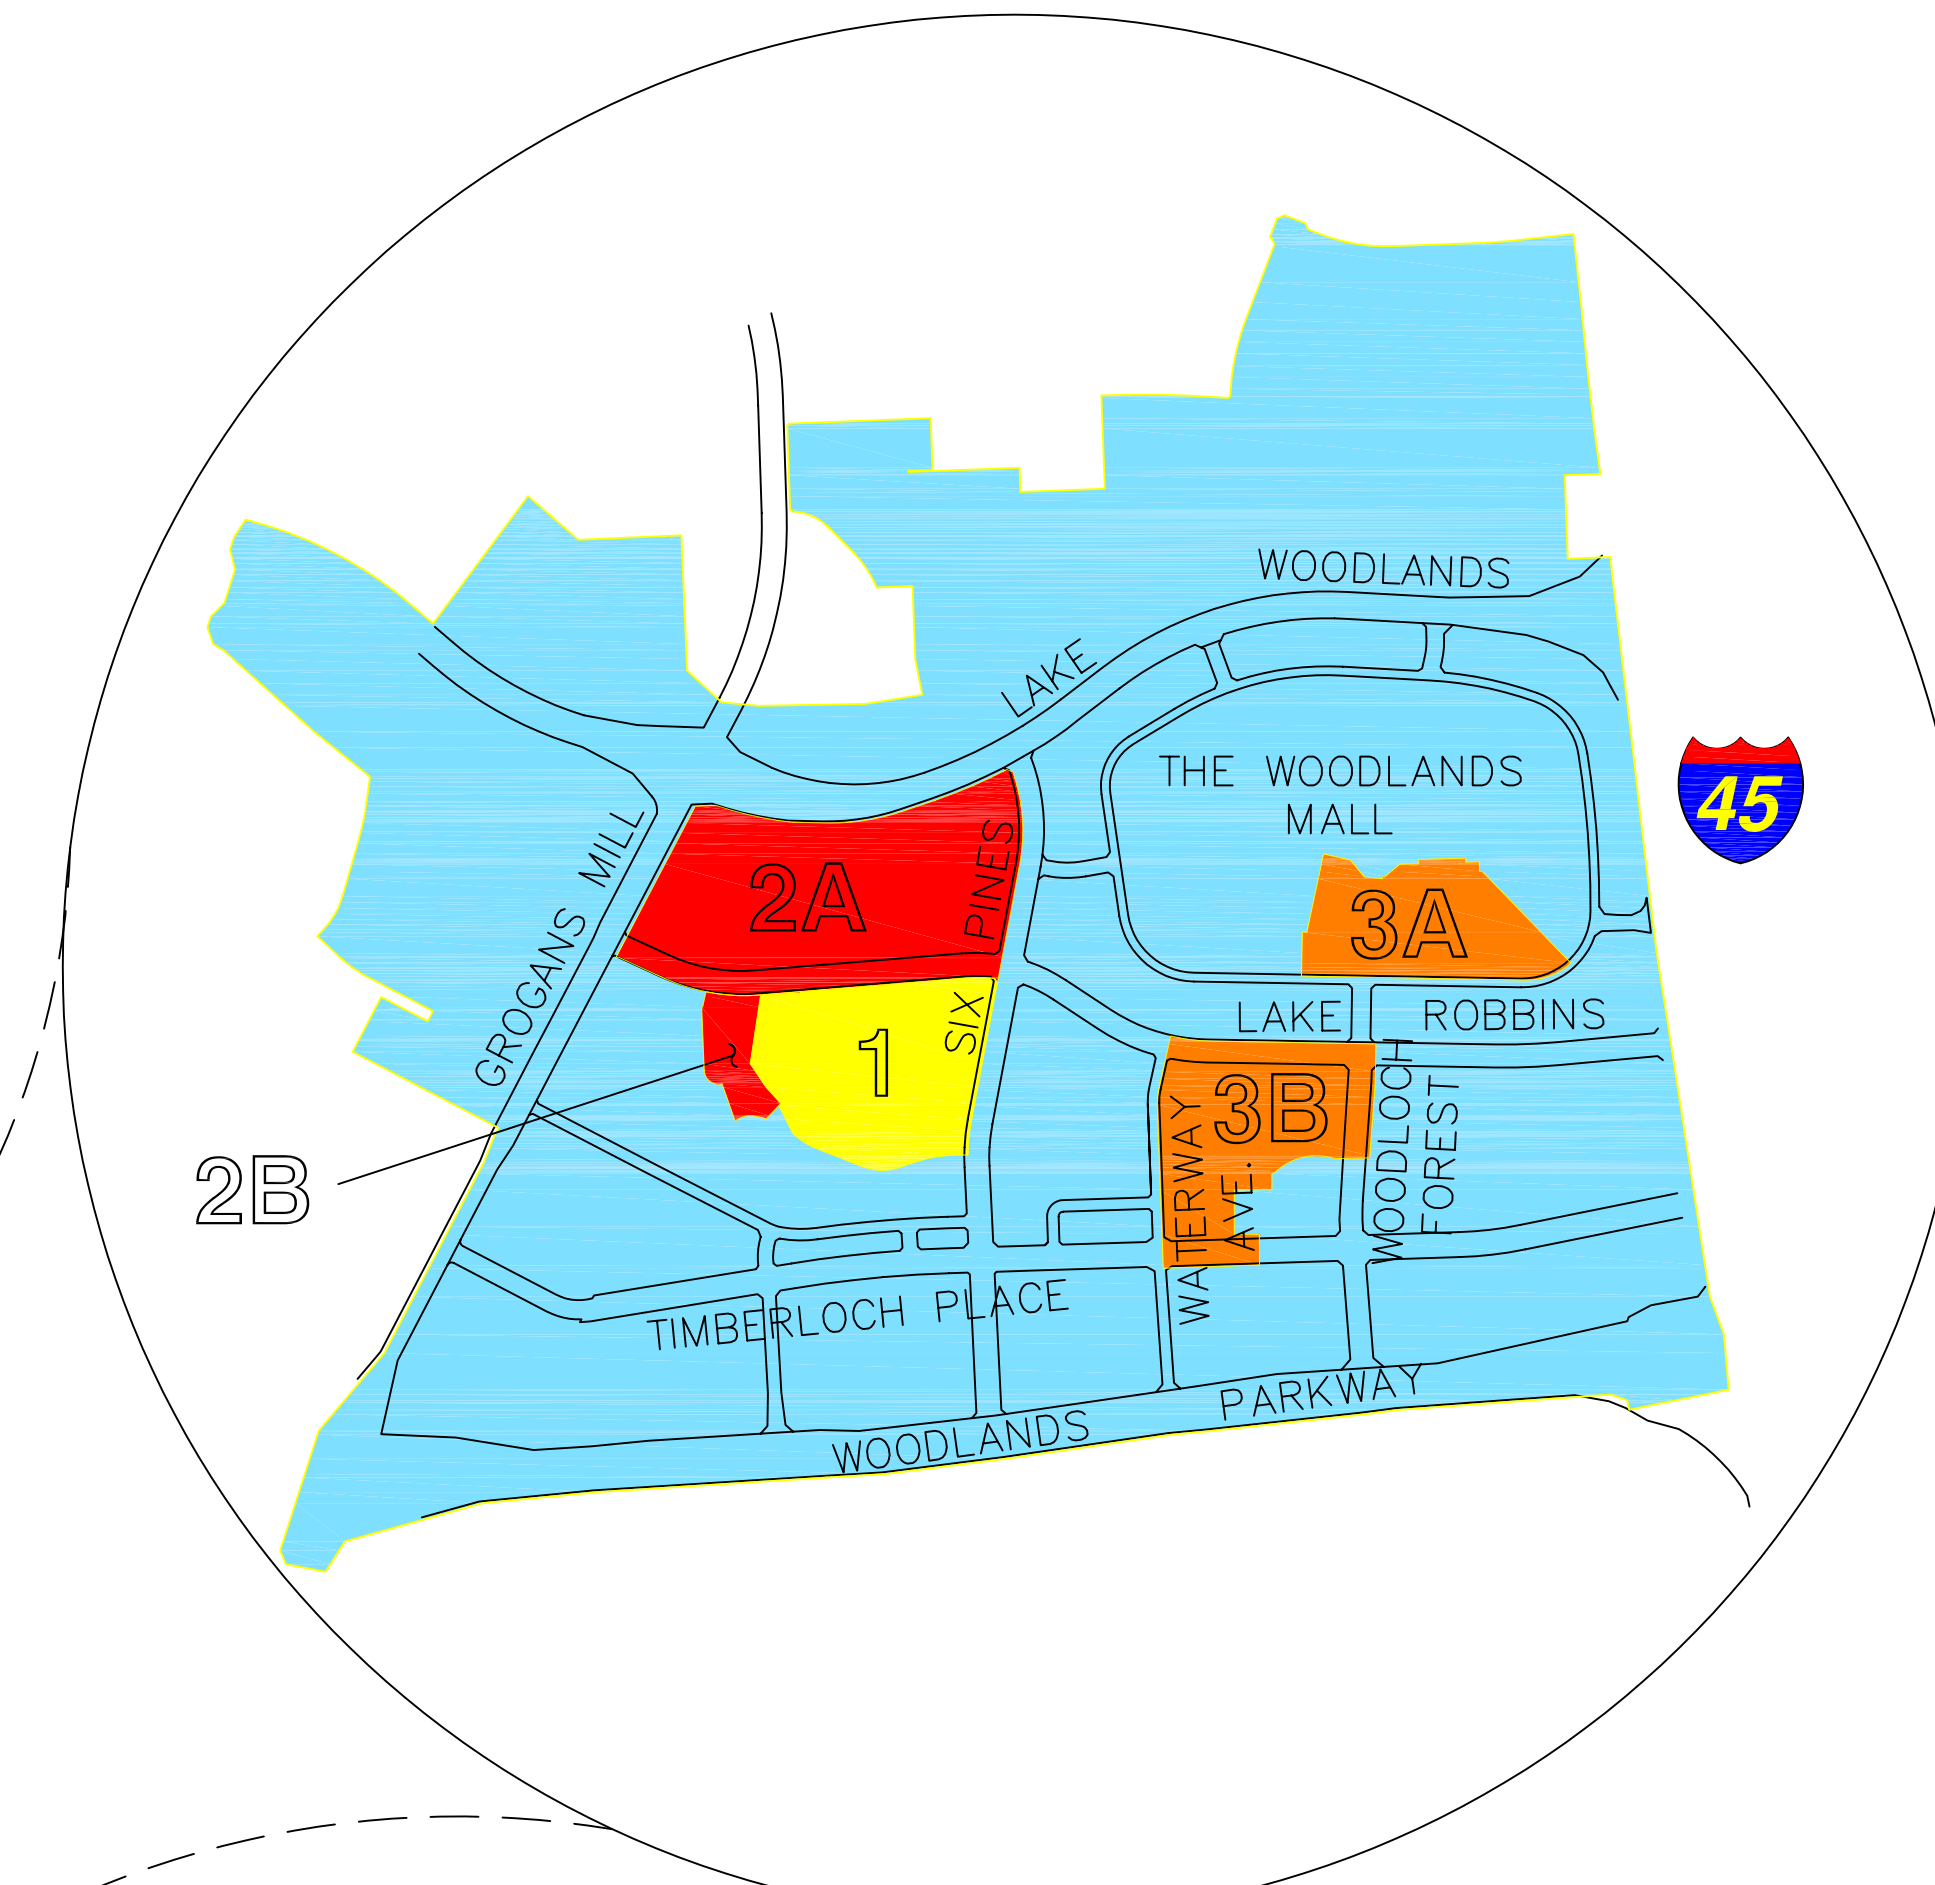 WOODLANDS
LAKE
THE WOODLANDS
MALL
45
GROGANS MILL
2A
SIX PINES
3A
1
LAKE ROBBINS
3B
2B
WATERWAY
AVE.
WOODLOCH
FOREST
TIMBERLOCH PLACE
WOODLANDS PARKWAY